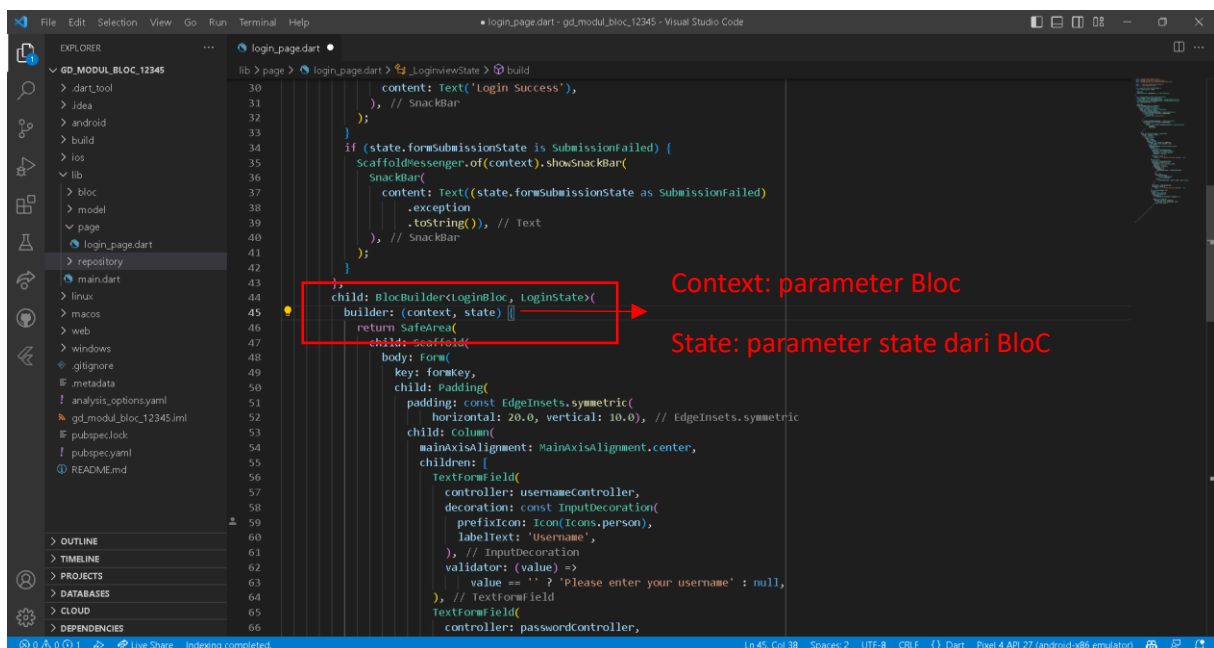 File Edit Selection View Go Run Terminal Help
● login_page.dart - gd_modul_bloc_12345 - Visual Studio Code
EXPLORER
GD_MODUL_BLOC_12345
.dart_tool
.idea
android
build
ios
lib
bloc
model
page
login_page.dart
repository
main.dart
linux
macos
web
windows
.gitignore
.metadata
analysis_options.yaml
gd_modul_bloc_12345.iml
pubspec.lock
pubspec.yaml
README.md
OUTLINE
TIMELINE
PROJECTS
DATABASES
CLOUD
DEPENDENCIES
login_page.dart ●
lib > page > login_page.dart > _LoginviewState > build
30 content: Text('Login Success'),
31 ), // SnackBar
32 );
33 }
34 if (state.formSubmissionState is SubmissionFailed) {
35 ScaffoldMessenger.of(context).showSnackBar(
36 SnackBar(
37 content: Text((state.formSubmissionState as SubmissionFailed)
38 .exception
39 .toString()), // Text
40 ), // SnackBar
41 );
42 }
43 },
44 child: BlocBuilder<LoginBloc, LoginState>(
45 builder: (context, state) {
46 return SafeArea(
47 child: Scaffold(
48 body: Form(
49 key: formKey,
50 child: Padding(
51 padding: const EdgeInsets.symmetric(
52 horizontal: 20.0, vertical: 10.0), // EdgeInsets.symmetric
53 child: Column(
54 mainAxisAlignment: MainAxisAlignment.center,
55 children: [
56 TextFormField(
57 controller: usernameController,
58 decoration: const InputDecoration(
59 prefixIcon: Icon(Icons.person),
60 labelText: 'Username',
61 ), // InputDecoration
62 validator: (value) =>
63 value == '' ? 'Please enter your username' : null,
64 ), // TextFormField
65 TextFormField(
66 controller: passwordController,
Context: parameter Bloc
State: parameter state dari BloC
0 0 1 Live Share Indexing completed.
Ln 45, Col 38 Spaces: 2 UTF-8 CRLF {} Dart Pixel 4 API 27 (android-x86 emulator)